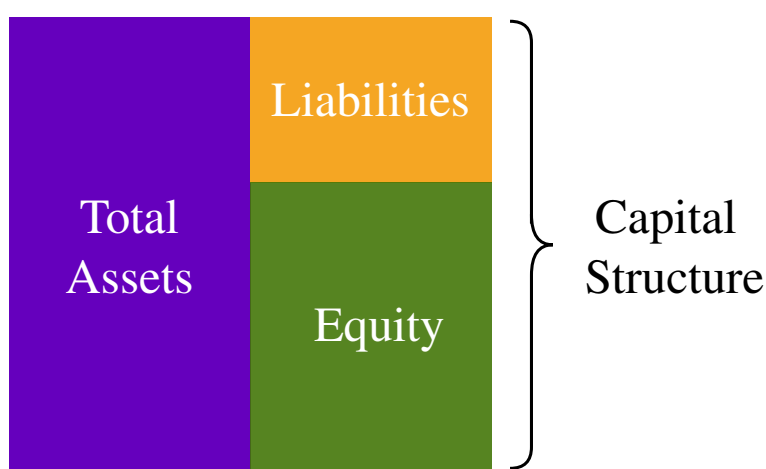 Liabilities
Total
Assets
Equity
Capital
Structure